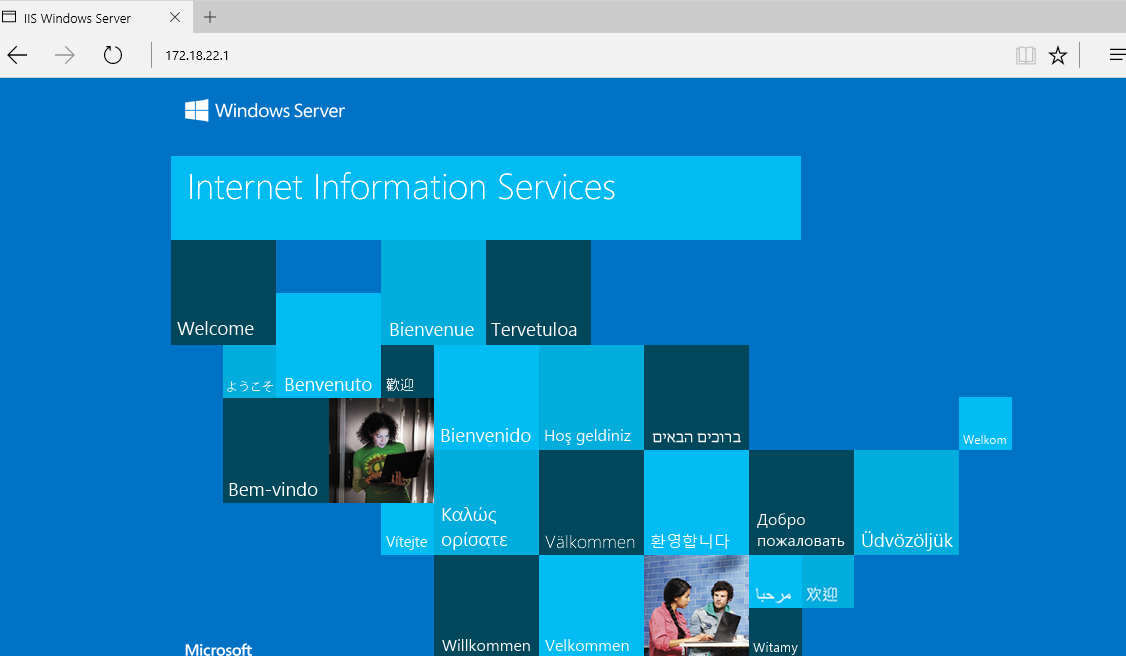 IIS Windows Server
172.18.22.1
Windows Server
Internet Information Services
Welcome
Bienvenue
Tervetuloa
ようこそ
Benvenuto
歡迎
Bienvenido
Hoş geldiniz
ברוכים הבאים
Welkom
Bem-vindo
Vítejte
Καλώς
ορίσατε
Välkommen
환영합니다
Добро
пожаловать
Üdvözöljük
مرحبا
欢迎
Microsoft
Willkommen
Velkommen
Witamy